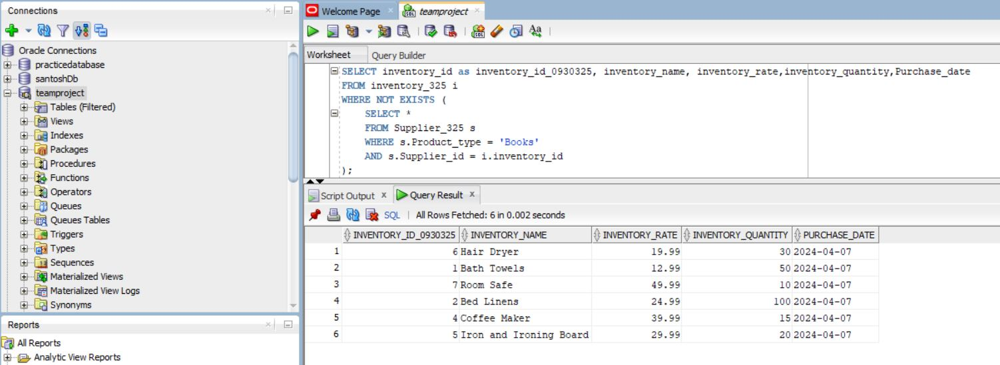 Connections
Oracle Connections
practicedatabase
santoshDb
teamproject
Tables (Filtered)
Views
Indexes
Packages
Procedures
Functions
Operators
Queues
Queues Tables
Triggers
Types
Sequences
Materialized Views
Materialized View Logs
Synonyms
Reports
All Reports
Analytic View Reports
Welcome Page
teamproject
Worksheet Query Builder
SELECT inventory_id as inventory_id_0930325, inventory_name, inventory_rate,inventory_quantity,Purchase_date
FROM inventory_325 i
WHERE NOT EXISTS (
SELECT *
FROM Supplier_325 s
WHERE s.Product_type = 'Books'
AND s.Supplier_id = i.inventory_id
);
Script Output x Query Result x
SQL | All Rows Fetched: 6 in 0.002 seconds
INVENTORY_ID_0930325 INVENTORY_NAME INVENTORY_RATE INVENTORY_QUANTITY PURCHASE_DATE
1 6 Hair Dryer 19.99 30 2024-04-07
2 1 Bath Towels 12.99 50 2024-04-07
3 7 Room Safe 49.99 10 2024-04-07
4 2 Bed Linens 24.99 100 2024-04-07
5 4 Coffee Maker 39.99 15 2024-04-07
6 5 Iron and Ironing Board 29.99 20 2024-04-07